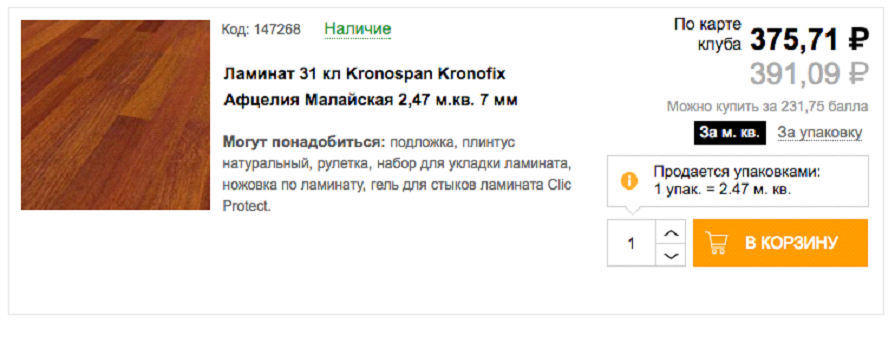 Код: 147268 Наличие
Ламинат 31 кл Kronospan Kronofix
Афцелия Малайская 2,47 м.кв. 7 мм
Могут понадобиться: подложка, плинтус
натуральный, рулетка, набор для укладки ламината,
ножовка по ламинату, гель для стыков ламината Clic
Protect.
По карте
клуба 375,71 ₽
391,09 ₽
Можно купить за 231,75 балла
За м. кв. За упаковку
Продается упаковками:
1 упак. = 2.47 м. кв.
1 В КОРЗИНУ